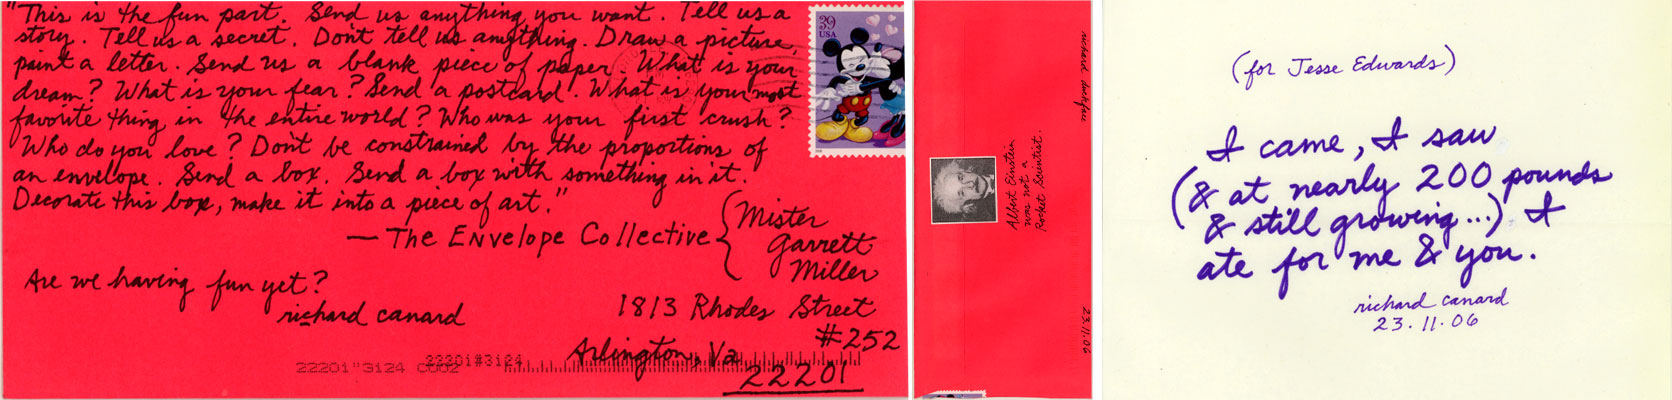 "This is the fun part. Send us anything you want. Tell us a
story. Tell us a secret. Don't tell us anything. Draw a picture,
paint a letter. Send us a blank piece of paper. What is your
dream? What is your fear? Send a postcard. What is your most
favorite thing in the entire world? Who was your first crush?
Who do you love? Don't be constrained by the proportions of
an envelope. Send a box. Send a box with something in it.
Decorate this box, make it into a piece of art."
— The Envelope Collective
Mister
Garrett
Miller
Are we having fun yet?
richard canard
1813 Rhodes Street
#252
Arlington, Va
22201
39
USA
22201#3124
22201"3124 C002
richard
23.11.06
Albert Einstein
was not a
Rocket Scientist.
(for Jesse Edwards)
I came, I saw
(& at nearly 200 pounds
& still growing...) I
ate for me & you.
richard canard
23.11.06